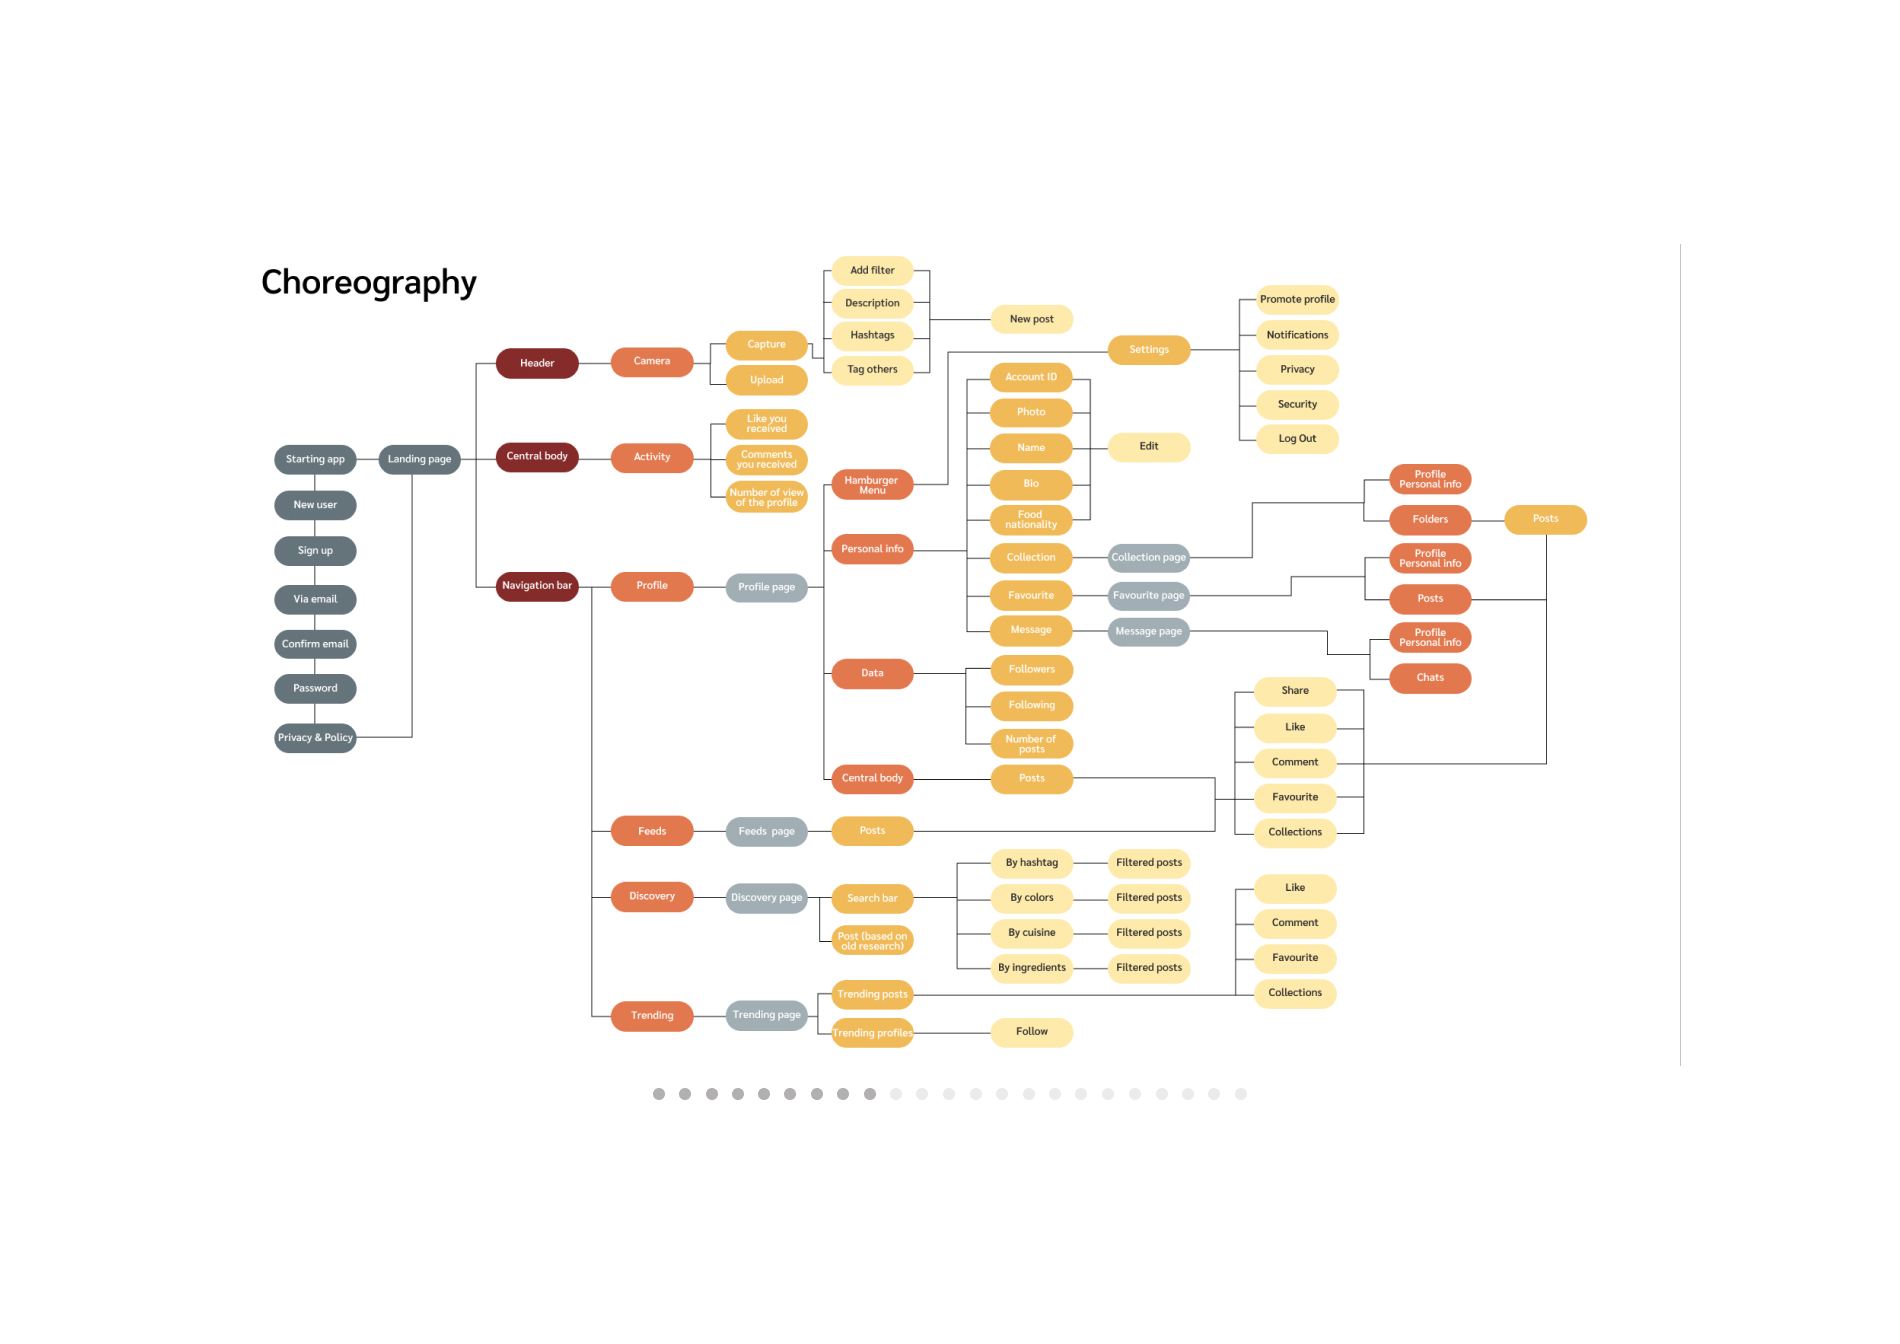 Choreography
Starting app
New user
Sign up
Via email
Confirm email
Password
Privacy & Policy
Landing page
Header
Central body
Navigation bar
Camera
Activity
Profile
Feeds
Discovery
Trending
Capture
Upload
Like you
received
Comments
you received
Number of view
of the profile
Profile page
Feeds page
Discovery page
Trending page
Add filter
Description
Hashtags
Tag others
Hamburger
Menu
Personal info
Data
Central body
Posts
Search bar
Post (based on
old research)
Trending posts
Trending profiles
New post
Account ID
Photo
Name
Bio
Food
nationality
Collection
Favourite
Message
Followers
Following
Number of
posts
Posts
By hashtag
By colors
By cuisine
By ingredients
Follow
Settings
Edit
Collection page
Favourite page
Message page
Filtered posts
Filtered posts
Filtered posts
Filtered posts
Promote profile
Notifications
Privacy
Security
Log Out
Share
Like
Comment
Favourite
Collections
Like
Comment
Favourite
Collections
Profile
Personal info
Folders
Profile
Personal info
Posts
Profile
Personal info
Chats
Posts